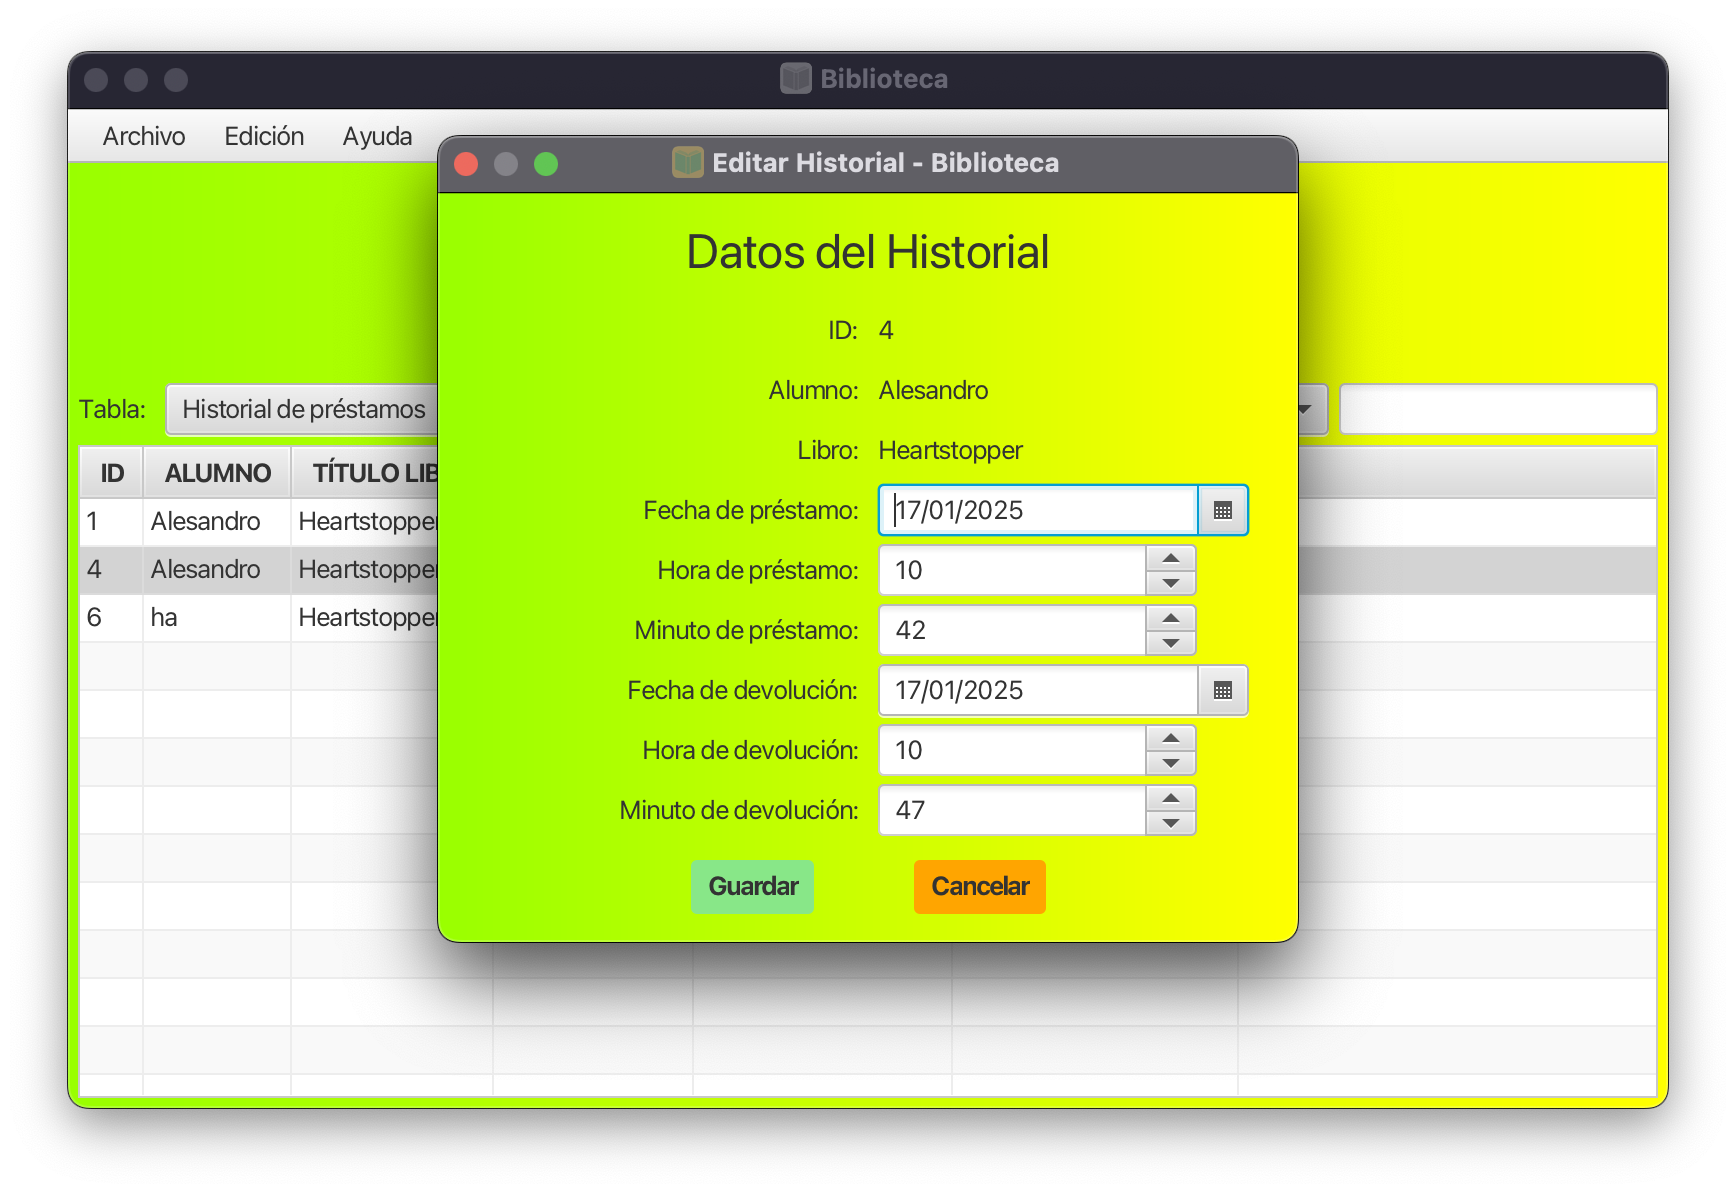 Biblioteca
Archivo Edición Ayuda
Editar Historial - Biblioteca
Datos del Historial
ID: 4
Alumno: Alesandro
Libro: Heartstopper
Fecha de préstamo: 17/01/2025
Hora de préstamo: 10
Minuto de préstamo: 42
Fecha de devolución: 17/01/2025
Hora de devolución: 10
Minuto de devolución: 47
Guardar Cancelar
Tabla: Historial de préstamos
ID ALUMNO TÍTULO LIB
1 Alesandro Heartstopper
4 Alesandro Heartstopper
6 ha Heartstopper